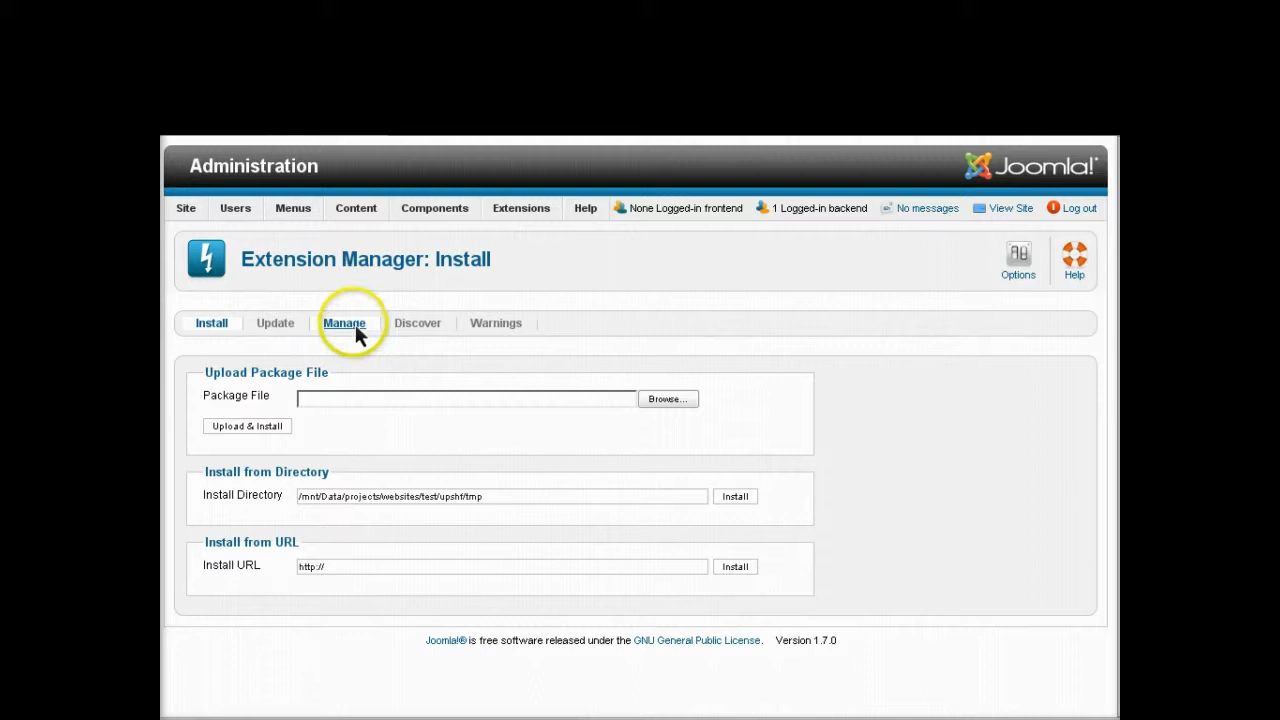 Administration
Joomla!
Site Users Menus Content Components Extensions Help None Logged-in frontend 1 Logged-in backend No messages View Site Log out
Extension Manager: Install
Options Help
Install Update Manage Discover Warnings
Upload Package File
Package File Browse...
Upload & Install
Install from Directory
Install Directory /mnt/Data/projects/websites/test/upshf/tmp Install
Install from URL
Install URL http:// Install
Joomla!® is free software released under the GNU General Public License. Version 1.7.0